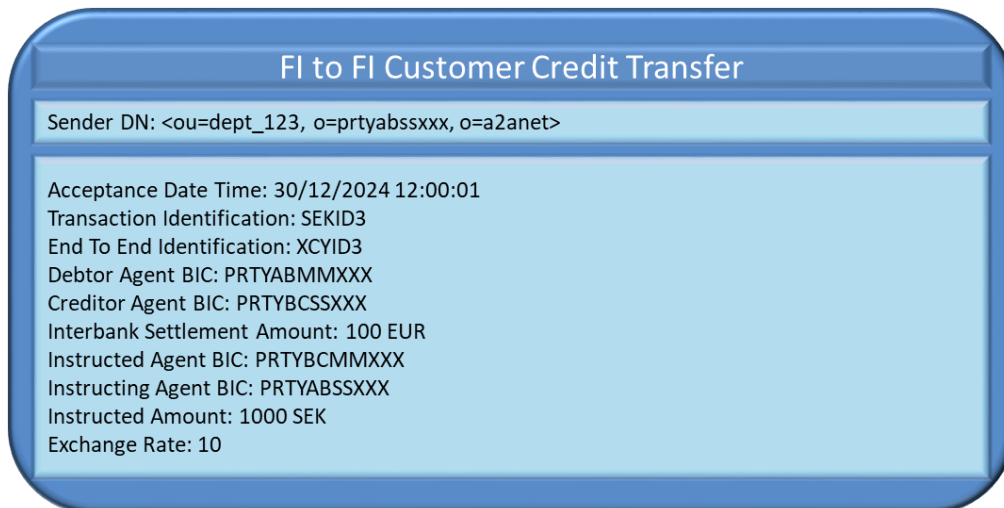 FI to FI Customer Credit Transfer
Sender DN: <ou=dept_123, o=prtyabssxxx, o=a2anet>
Acceptance Date Time: 30/12/2024 12:00:01
Transaction Identification: SEKID3
End To End Identification: XCYID3
Debtor Agent BIC: PRTYABMMXXX
Creditor Agent BIC: PRTYBCSSXXX
Interbank Settlement Amount: 100 EUR
Instructed Agent BIC: PRTYBCMMXXX
Instructing Agent BIC: PRTYABSSXXX
Instructed Amount: 1000 SEK
Exchange Rate: 10